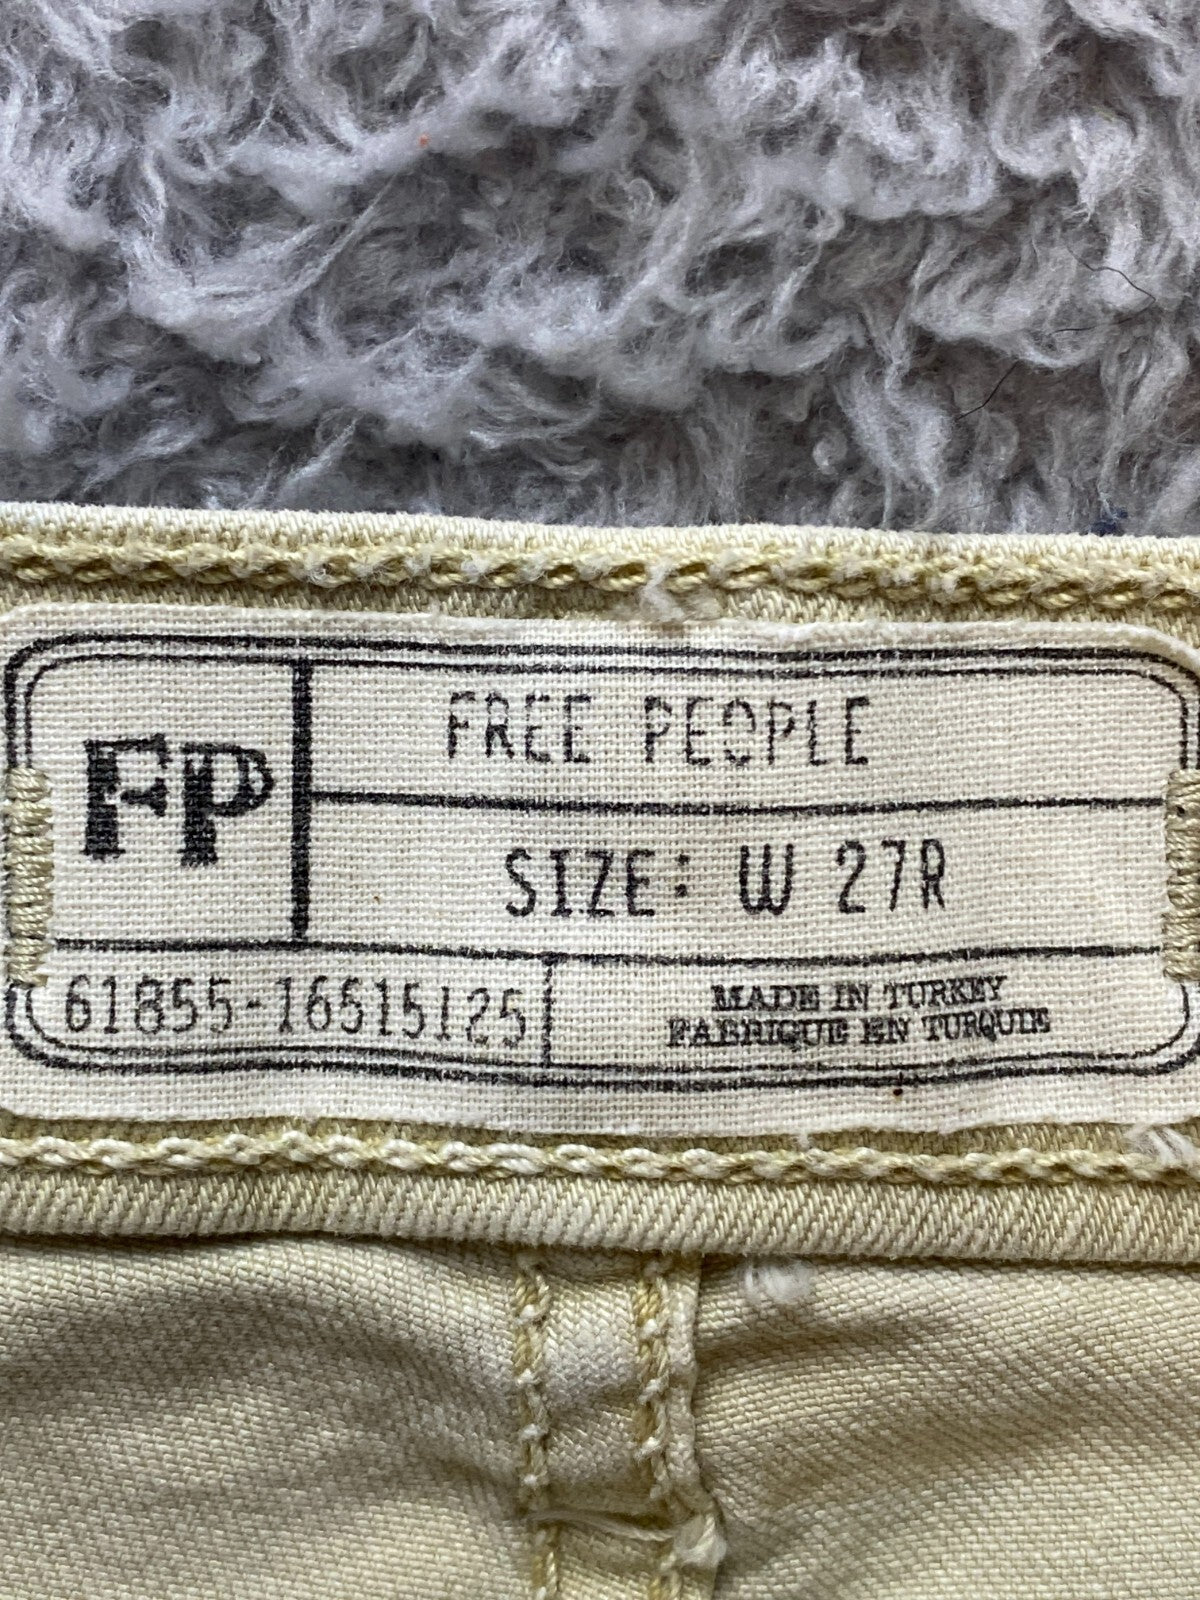 FP
FREE PEOPLE
SIZE: W 27R
61855-16515125
MADE IN TURKEY
FABRIQUE EN TURQUIE